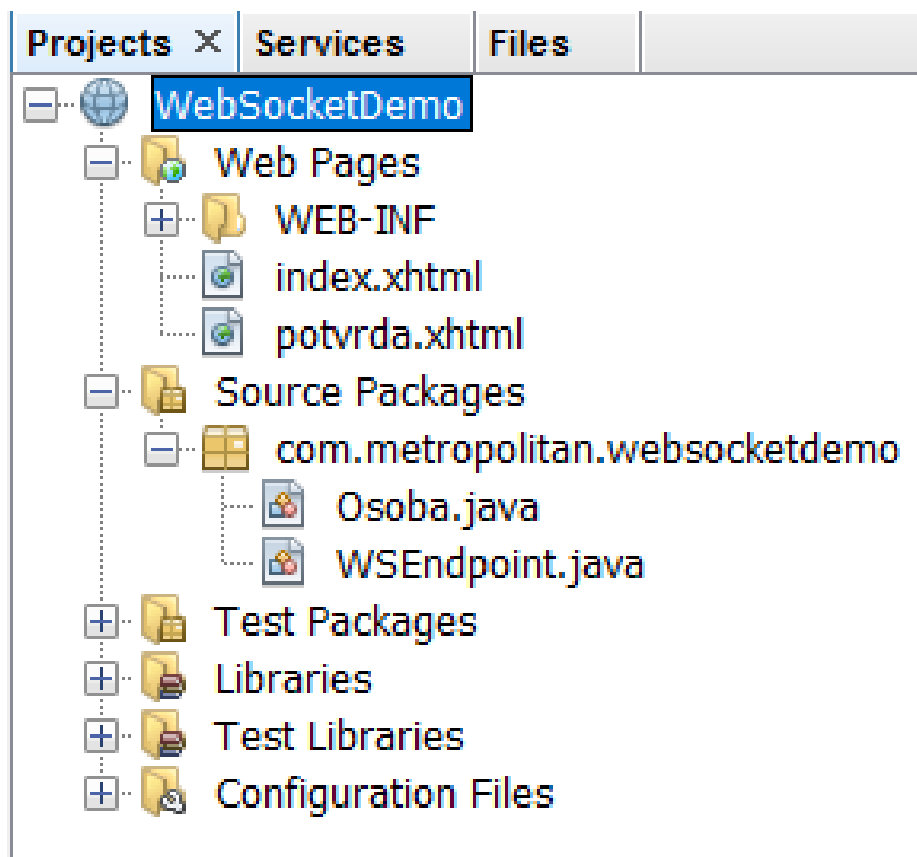 Projects Services Files
WebSocketDemo
Web Pages
WEB-INF
index.xhtml
potvrda.xhtml
Source Packages
com.metropolitan.websocketdemo
Osoba.java
WSEndpoint.java
Test Packages
Libraries
Test Libraries
Configuration Files